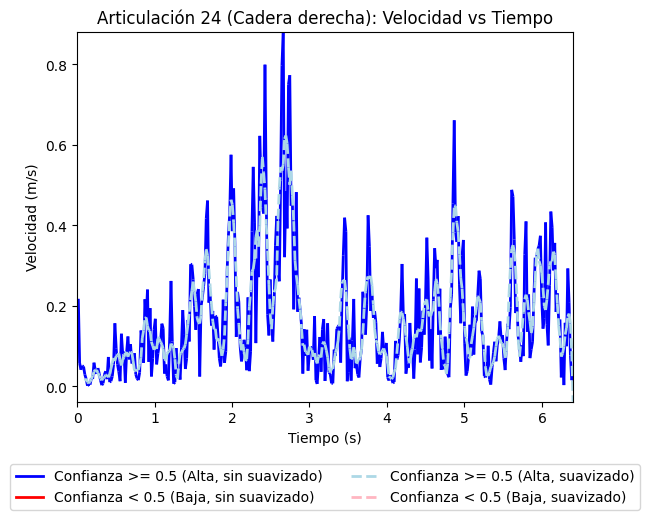 Articulación 24 (Cadera derecha): Velocidad vs Tiempo
Velocidad (m/s)
0.8
0.6
0.4
0.2
0.0
0 1 2 3 4 5 6
Tiempo (s)
Confianza >= 0.5 (Alta, sin suavizado)
Confianza < 0.5 (Baja, sin suavizado)
Confianza >= 0.5 (Alta, suavizado)
Confianza < 0.5 (Baja, suavizado)